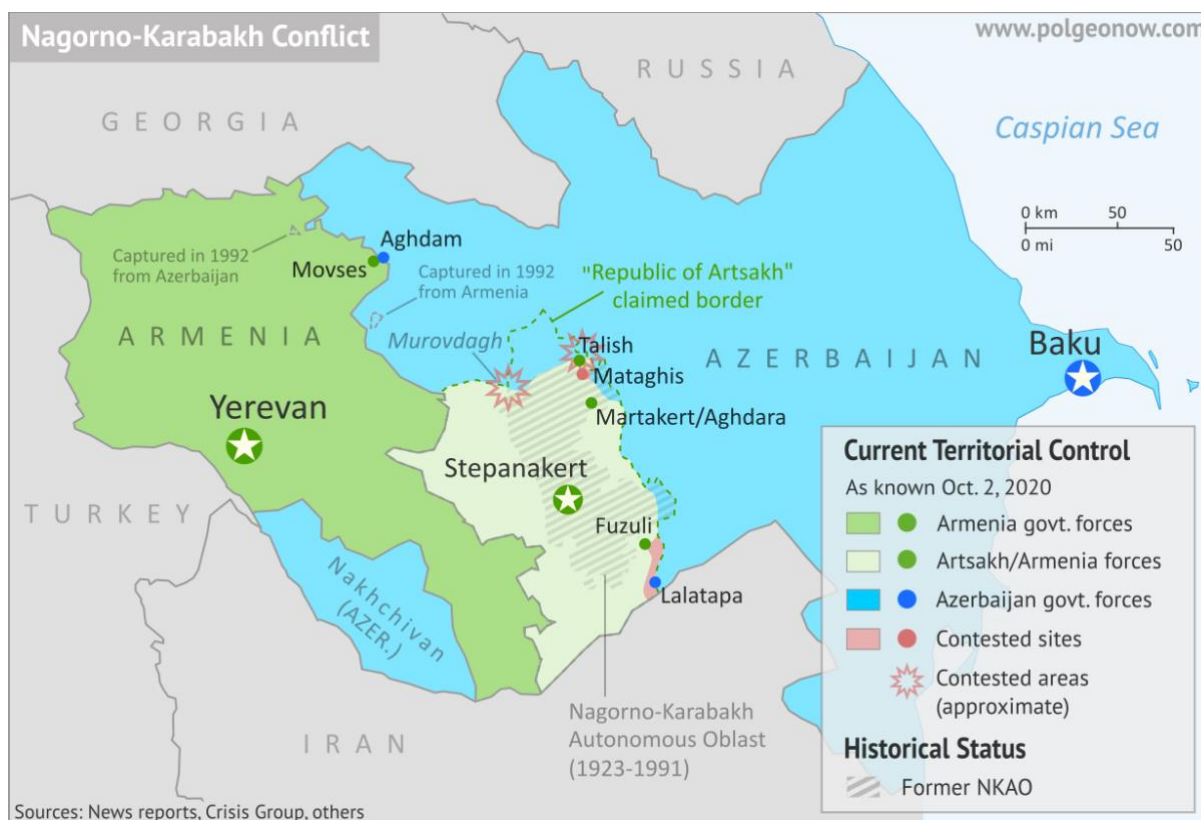 Nagorno-Karabakh Conflict
www.polgeonow.com
RUSSIA
GEORGIA
Caspian Sea
0 km 50
0 mi 50
Captured in 1992
from Azerbaijan
Aghdam
Movses
Captured in 1992
from Armenia
"Republic of Artsakh"
claimed border
ARMENIA
Murovdagh
Talish
Mataghis
AZERBAIJAN
Baku
Martakert/Aghdara
Yerevan
Stepanakert
TURKEY
Fuzuli
Lalatapa
Nakhchivan
(AZER.)
Nagorno-Karabakh
Autonomous Oblast
(1923-1991)
IRAN
Current Territorial Control
As known Oct. 2, 2020
Armenia govt. forces
Artsakh/Armenia forces
Azerbaijan govt. forces
Contested sites
Contested areas
(approximate)
Historical Status
Former NKAO
Sources: News reports, Crisis Group, others